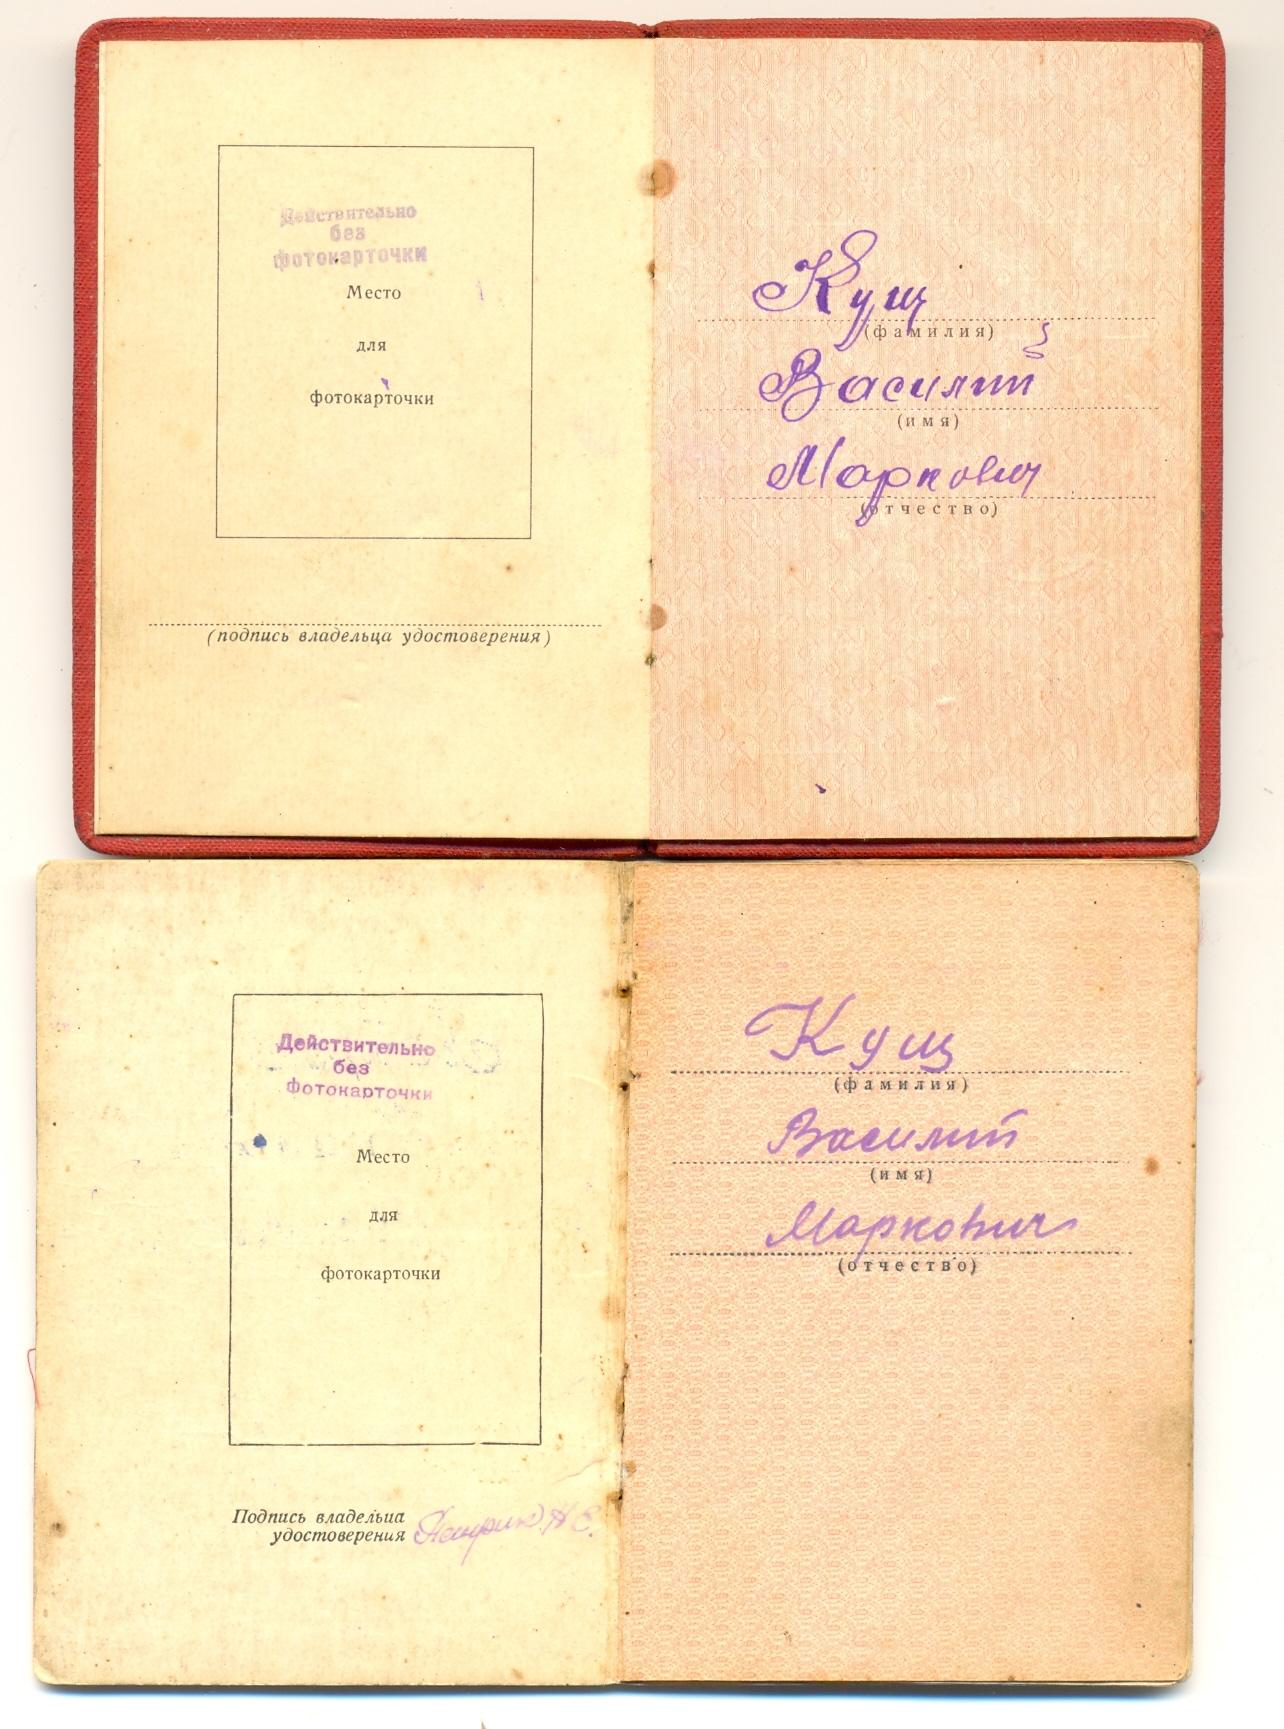 Действительно
без
фотокарточки
Место
для
фотокарточки
(подпись владельца удостоверения)
Кущ
(фамилия)
Василий
(имя)
Маркович
(отчество)
Действительно
без
фотокарточки
Место
для
фотокарточки
Подпись владельца
удостоверения
Кущ
(фамилия)
Василий
(имя)
Маркович
(отчество)